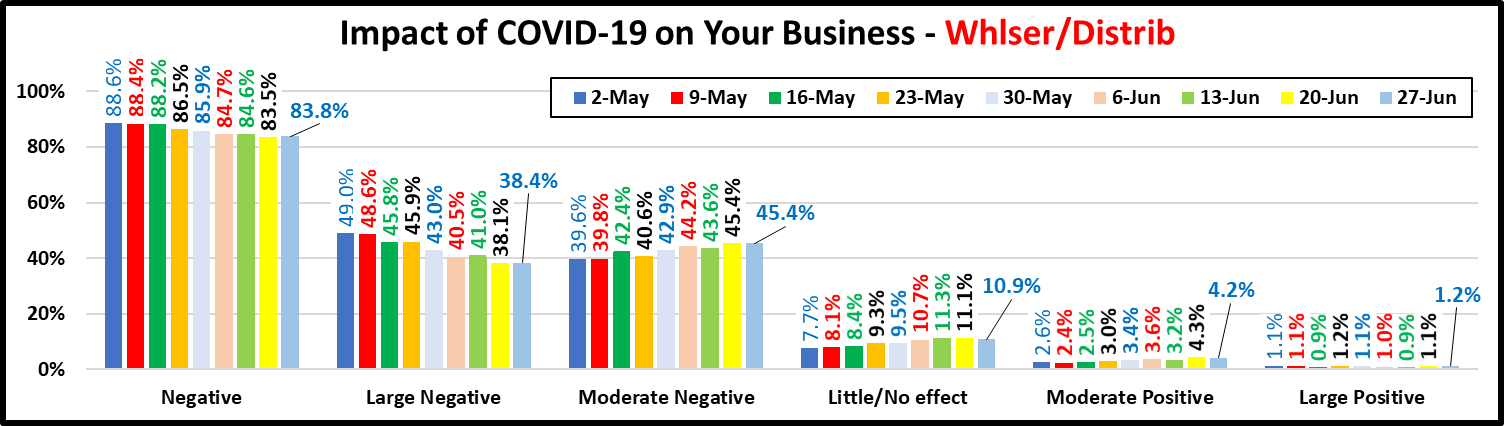 Impact of COVID-19 on Your Business - Whlser/Distrib
2-May 9-May 16-May 23-May 30-May 6-Jun 13-Jun 20-Jun 27-Jun
100%
80%
60%
40%
20%
0%
88.6% 88.4% 88.2% 86.5% 85.9% 84.7% 84.6% 83.5% 83.8%
49.0% 48.6% 45.8% 45.9% 43.0% 40.5% 41.0% 38.1% 38.4%
39.6% 39.8% 42.4% 40.6% 42.9% 44.2% 43.6% 45.4% 45.4%
7.7% 8.1% 8.4% 9.3% 9.5% 10.7% 11.3% 11.1% 10.9%
2.6% 2.4% 2.5% 3.0% 3.4% 3.6% 3.2% 4.3% 4.2%
1.1% 1.1% 0.9% 1.2% 1.1% 1.0% 0.9% 1.1% 1.2%
Negative Large Negative Moderate Negative Little/No effect Moderate Positive Large Positive